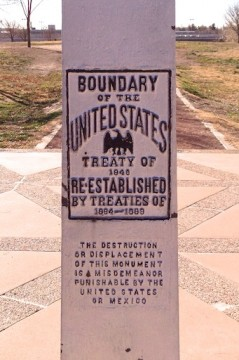 BOUNDARY
OF THE
UNITED STATES
TREATY OF
1848
RE-ESTABLISHED
BY TREATIES OF
1884-1889
THE DESTRUCTION
OR DISPLACEMENT
OF THIS MONUMENT
IS A MISDEMEANOR
PUNISHABLE BY THE
UNITED STATES
OR MEXICO